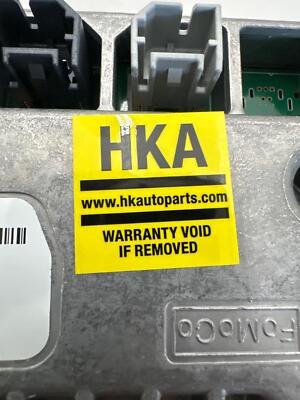 HKA
www.hkautoparts.com
WARRANTY VOID
IF REMOVED
FoMoCo